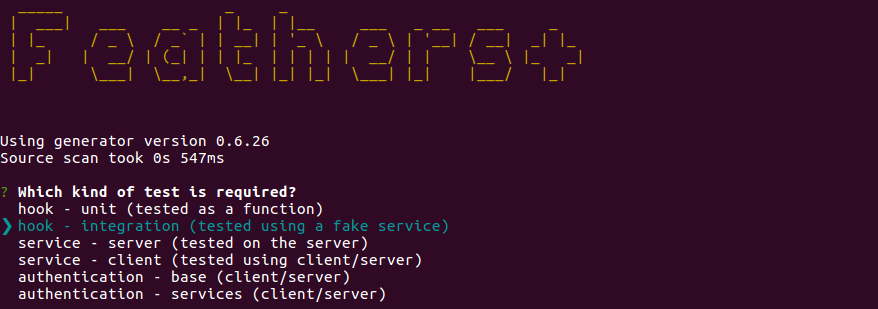 Feathers+
Using generator version 0.6.26
Source scan took 0s 547ms
? Which kind of test is required?
hook - unit (tested as a function)
❯ hook - integration (tested using a fake service)
service - server (tested on the server)
service - client (tested using client/server)
authentication - base (client/server)
authentication - services (client/server)